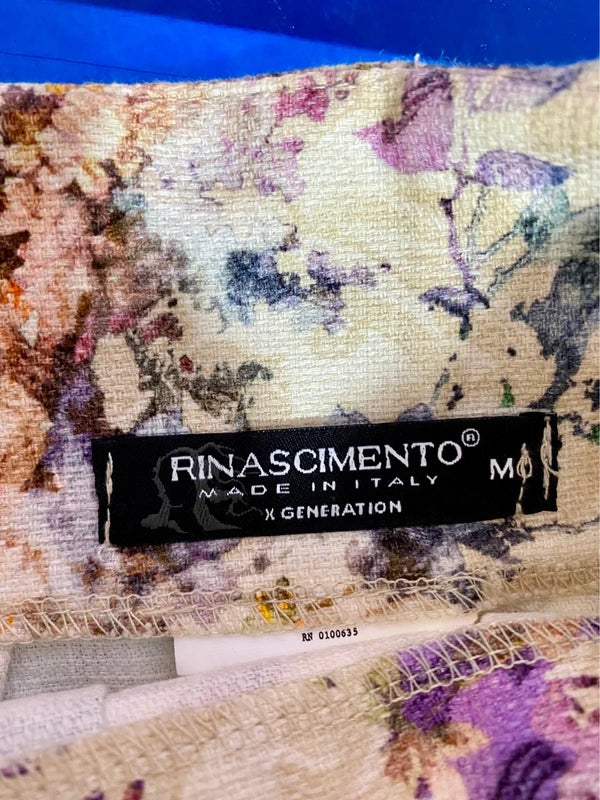 RINASCIMENTO®
MADE IN ITALY
X GENERATION
M
RN 0100635